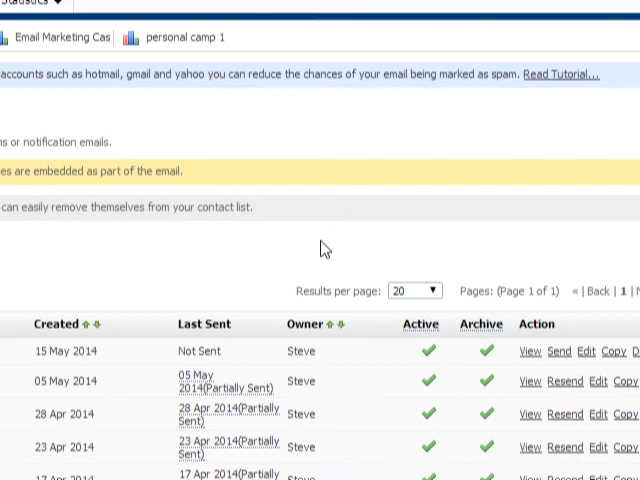 Statistics
Email Marketing Cas
personal camp 1
accounts such as hotmail, gmail and yahoo you can reduce the chances of your email being marked as spam. Read Tutorial...
ns or notification emails.
es are embedded as part of the email.
can easily remove themselves from your contact list.
Results per page: 20 Pages: (Page 1 of 1) « | Back | 1 | N
Created Last Sent Owner Active Archive Action
15 May 2014 Not Sent Steve View Send Edit Copy D
05 May 2014 05 May 2014(Partially Sent) Steve View Resend Edit Copy
28 Apr 2014 28 Apr 2014(Partially Sent) Steve View Resend Edit Copy
23 Apr 2014 23 Apr 2014(Partially Sent) Steve View Resend Edit Copy
17 Apr 2014 17 Apr 2014(Partially Steve View Resend Edit Copy